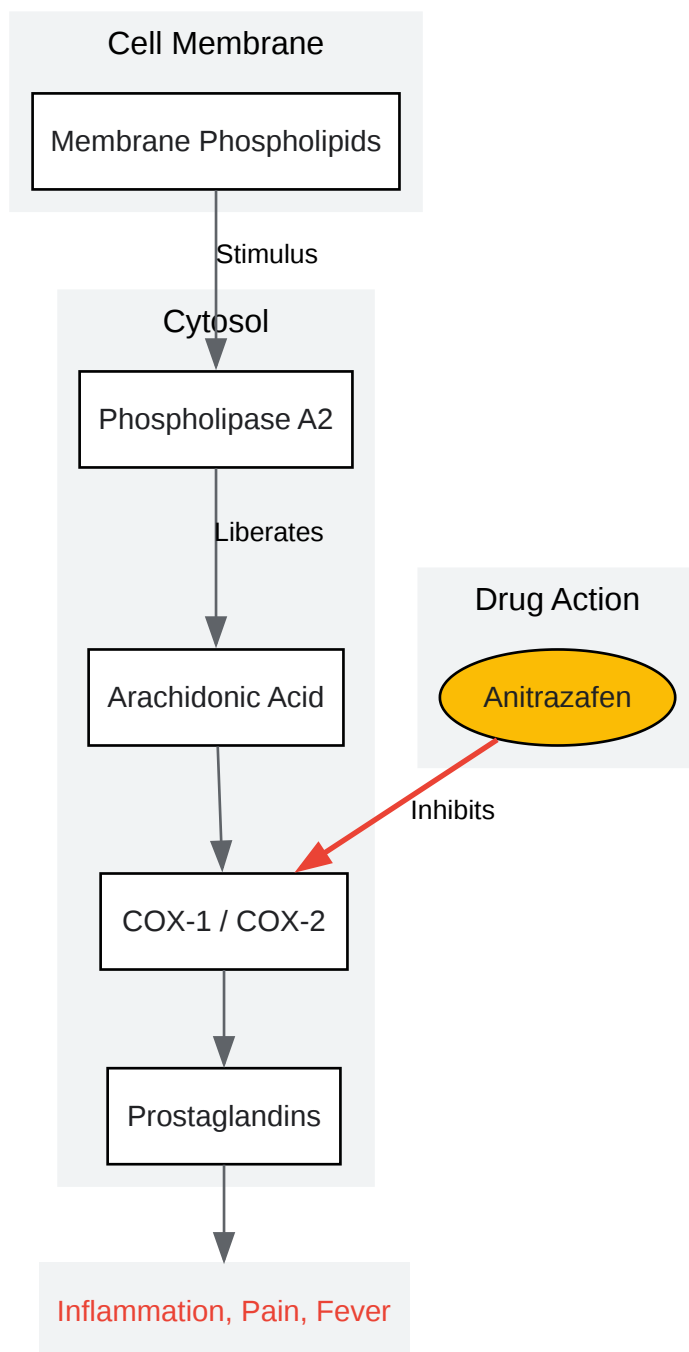 Cell Membrane
Membrane Phospholipids
Stimulus
Cytosol
Phospholipase A2
Liberates
Drug Action
Arachidonic Acid
Anitrazafen
Inhibits
COX-1 / COX-2
Prostaglandins
Inflammation, Pain, Fever